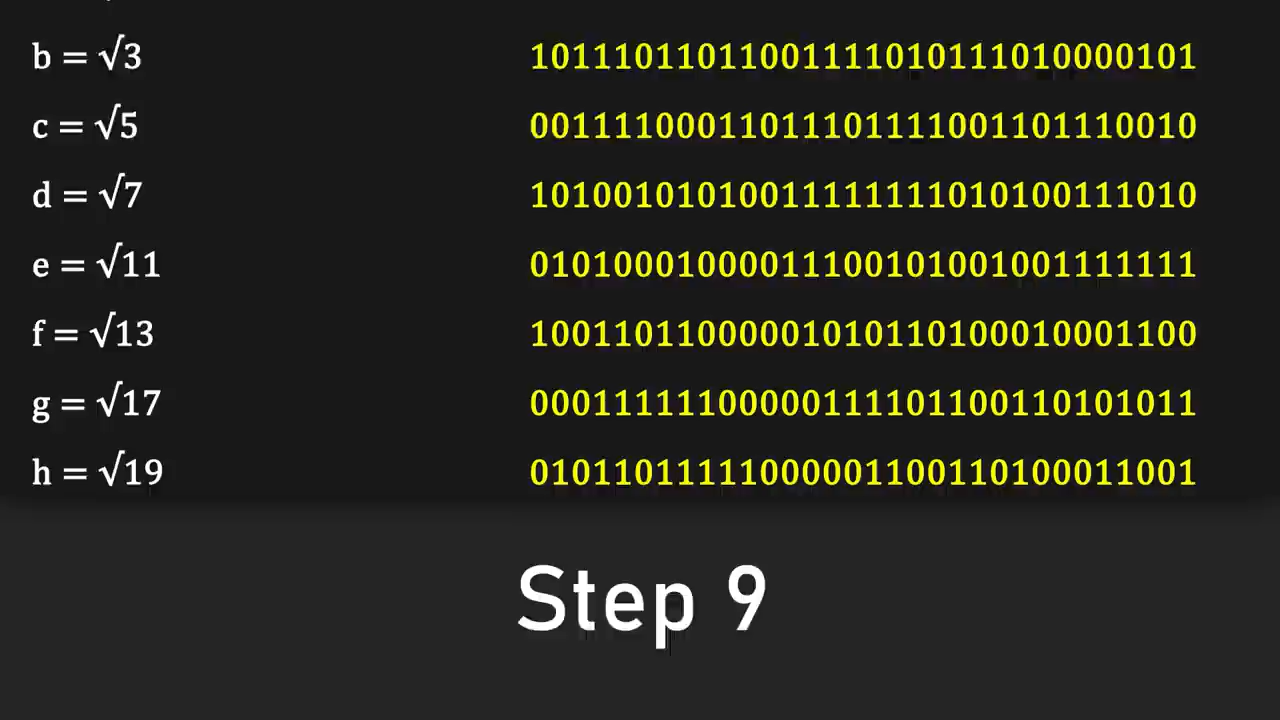 b = √3 10111011011001111010111010000101
c = √5 00111100011011101111001101110010
d = √7 10100101010011111111010100111010
e = √11 01010001000011100101001001111111
f = √13 10011011000001010110100010001100
g = √17 00011111100000111101100110101011
h = √19 01011011111000001100110100011001
Step 9